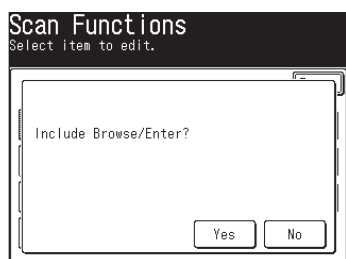 Scan Functions
Select item to edit.
Include Browse/Enter?
Yes No